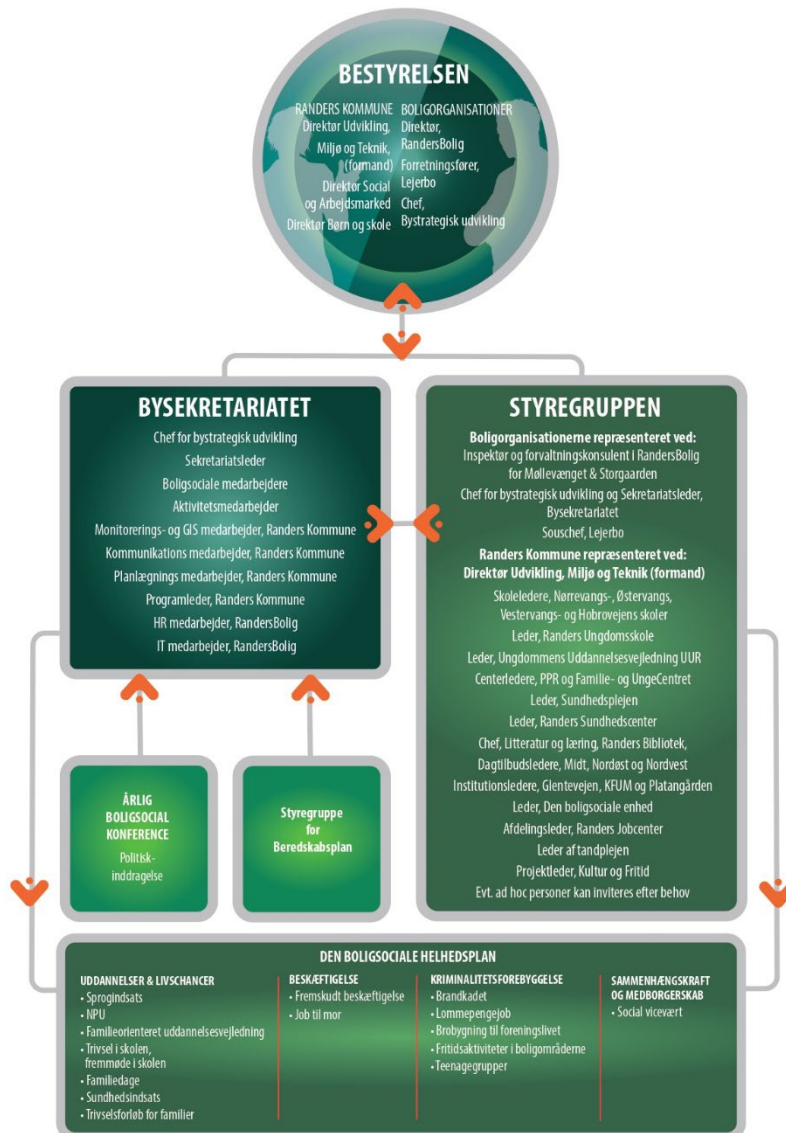 BESTYRELSEN
RANDERS KOMMUNE
Direktør Udvikling,
Miljø og Teknik,
(formand)
Direktør Social
og Arbejdsmarked
Direktør Børn og skole
BOLIGORGANISATIONER
Direktør,
RandersBolig
Forretningsfører,
Lejerbo
Chef,
Bystrategisk udvikling
BYSEKRETARIATET
Chef for bystrategisk udvikling
Sekretariatsleder
Boligsociale medarbejdere
Aktivitetsmedarbejder
Monitorerings- og GIS medarbejder, Randers Kommune
Kommunikations medarbejder, Randers Kommune
Planlægnings medarbejder, Randers Kommune
Programleder, Randers Kommune
HR medarbejder, RandersBolig
IT medarbejder, RandersBolig
STYREGRUPPEN
Boligorganisationerne repræsenteret ved:
Inspektør og forvaltningskonsulent i RandersBolig
for Møllevænget & Storgaarden
Chef for bystrategisk udvikling og Sekretariatsleder,
Bysekretariatet
Souschef, Lejerbo
Randers Kommune repræsenteret ved:
Direktør Udvikling, Miljø og Teknik (formand)
Skoleledere, Nørrevangs-, Østervangs,
Vestervangs- og Hobrovejens skoler
Leder, Randers Ungdomsskole
Leder, Ungdommens Uddannelsesvejledning UUR
Centerledere, PPR og Familie- og UngeCentret
Leder, Sundhedsplejen
Leder, Randers Sundhedscenter
Chef, Litteratur og læring, Randers Bibliotek,
Dagtilbudsledere, Midt, Nordøst og Nordvest
Institutionsledere, Glentevejen, KFUM og Platangården
Leder, Den boligsociale enhed
Afdelingsleder, Randers Jobcenter
Leder af tandplejen
Projektleder, Kultur og Fritid
Evt. ad hoc personer kan inviteres efter behov
ÅRLIG
BOLIGSOCIAL
KONFERENCE
Politisk-
inddragelse
Styregruppe
for
Beredskabsplan
DEN BOLIGSOCIALE HELHEDSPLAN
UDDANNELSER & LIVSCHANCER
• Sprogindsats
• NPU
• Familieorienteret uddannelsesvejledning
• Trivsel i skolen,
fremmøde i skolen
• Familiedage
• Sundhedsindsats
• Trivselsforløb for familier
BESKÆFTIGELSE
• Fremskudt beskæftigelse
• Job til mor
KRIMINALITETSFOREBYGGELSE
• Brandkadet
• Lommepengejob
• Brobygning til foreningslivet
• Fritidsaktiviteter i boligområderne
• Teenagegrupper
SAMMENHÆNGSKRAFT
OG MEDBORGERSKAB
• Social vicevært